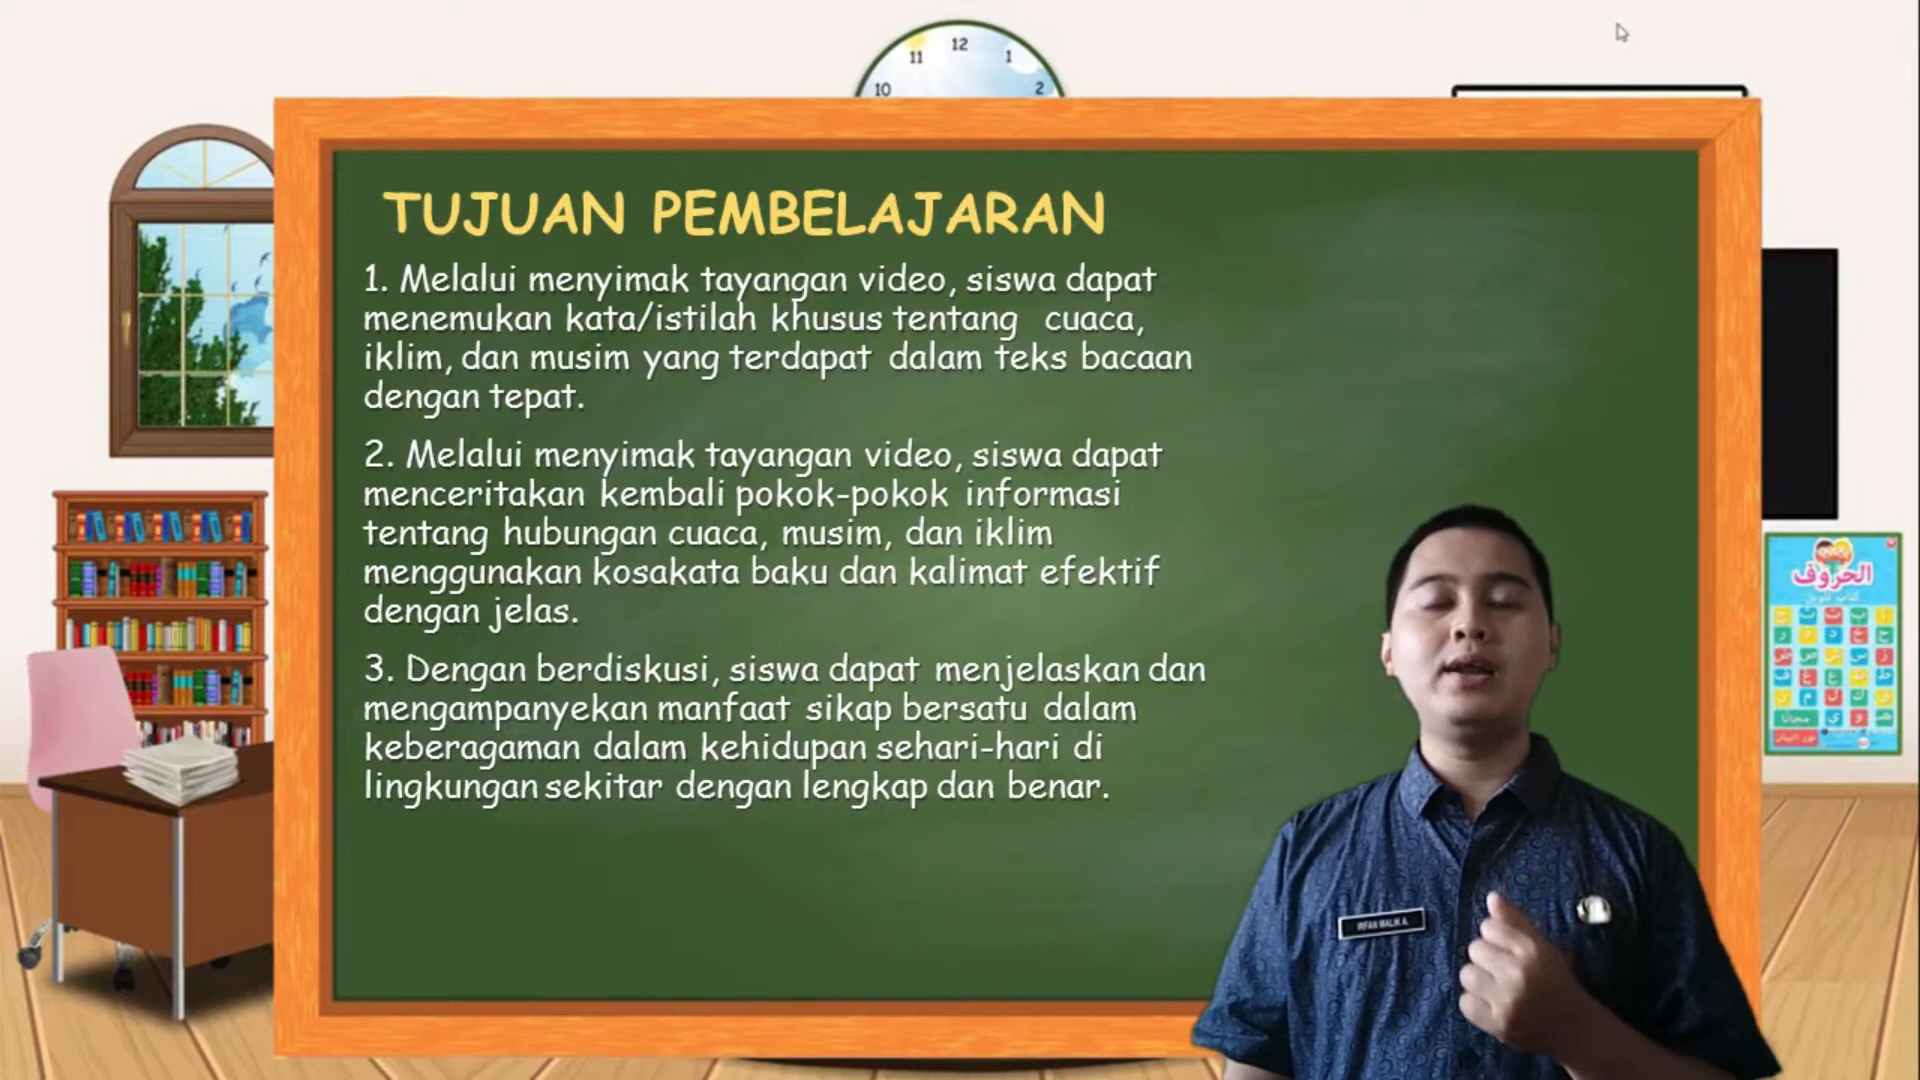 12
11
1
10
2
TUJUAN PEMBELAJARAN
1. Melalui menyimak tayangan video, siswa dapat
menemukan kata/istilah khusus tentang cuaca,
iklim, dan musim yang terdapat dalam teks bacaan
dengan tepat.
2. Melalui menyimak tayangan video, siswa dapat
menceritakan kembali pokok-pokok informasi
tentang hubungan cuaca, musim, dan iklim
menggunakan kosakata baku dan kalimat efektif
dengan jelas.
3. Dengan berdiskusi, siswa dapat menjelaskan dan
mengampanyekan manfaat sikap bersatu dalam
keberagaman dalam kehidupan sehari-hari di
lingkungan sekitar dengan lengkap dan benar.
IRFAN MALIK A.
الحروف
مجانا